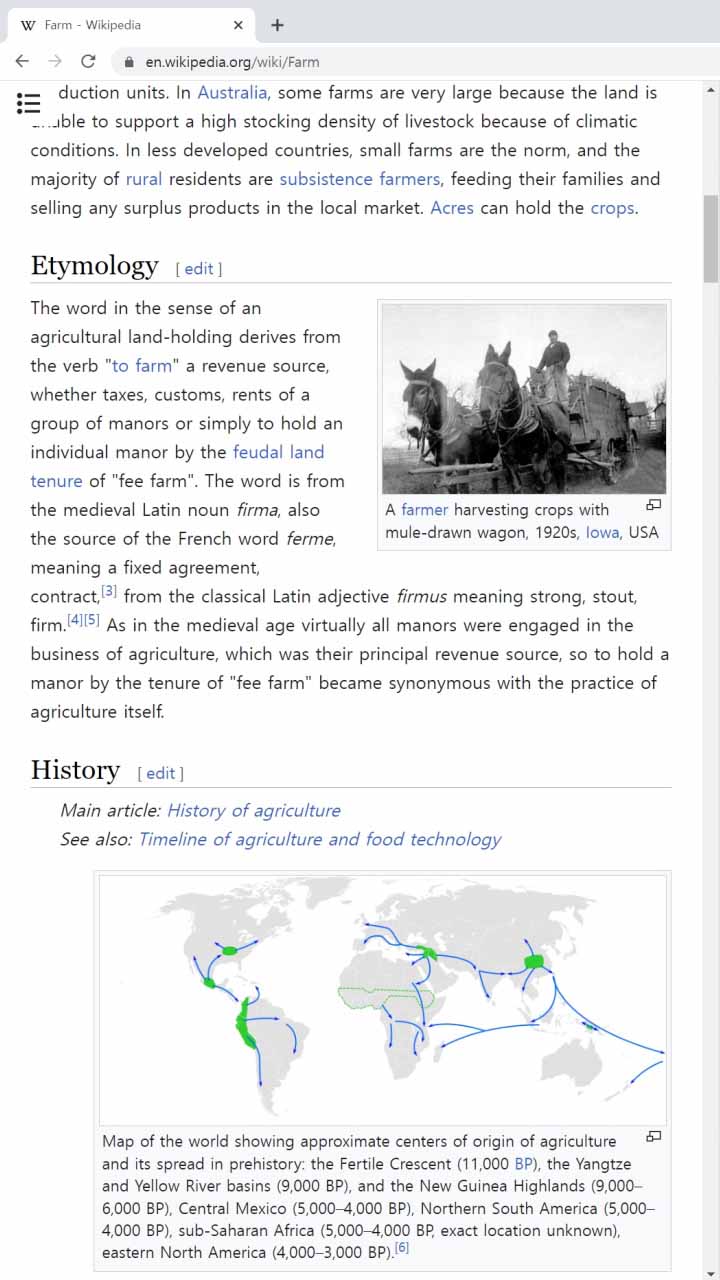 Farm - Wikipedia
en.wikipedia.org/wiki/Farm
duction units. In Australia, some farms are very large because the land is
unable to support a high stocking density of livestock because of climatic
conditions. In less developed countries, small farms are the norm, and the
majority of rural residents are subsistence farmers, feeding their families and
selling any surplus products in the local market. Acres can hold the crops.
Etymology [ edit ]
The word in the sense of an
agricultural land-holding derives from
the verb "to farm" a revenue source,
whether taxes, customs, rents of a
group of manors or simply to hold an
individual manor by the feudal land
tenure of "fee farm". The word is from
the medieval Latin noun firma, also
the source of the French word ferme,
meaning a fixed agreement,
A farmer harvesting crops with
mule-drawn wagon, 1920s, Iowa, USA
contract,[3] from the classical Latin adjective firmus meaning strong, stout,
firm.[4][5] As in the medieval age virtually all manors were engaged in the
business of agriculture, which was their principal revenue source, so to hold a
manor by the tenure of "fee farm" became synonymous with the practice of
agriculture itself.
History [ edit ]
Main article: History of agriculture
See also: Timeline of agriculture and food technology
Map of the world showing approximate centers of origin of agriculture
and its spread in prehistory: the Fertile Crescent (11,000 BP), the Yangtze
and Yellow River basins (9,000 BP), and the New Guinea Highlands (9,000–
6,000 BP), Central Mexico (5,000–4,000 BP), Northern South America (5,000–
4,000 BP), sub-Saharan Africa (5,000–4,000 BP, exact location unknown),
eastern North America (4,000–3,000 BP).[6]